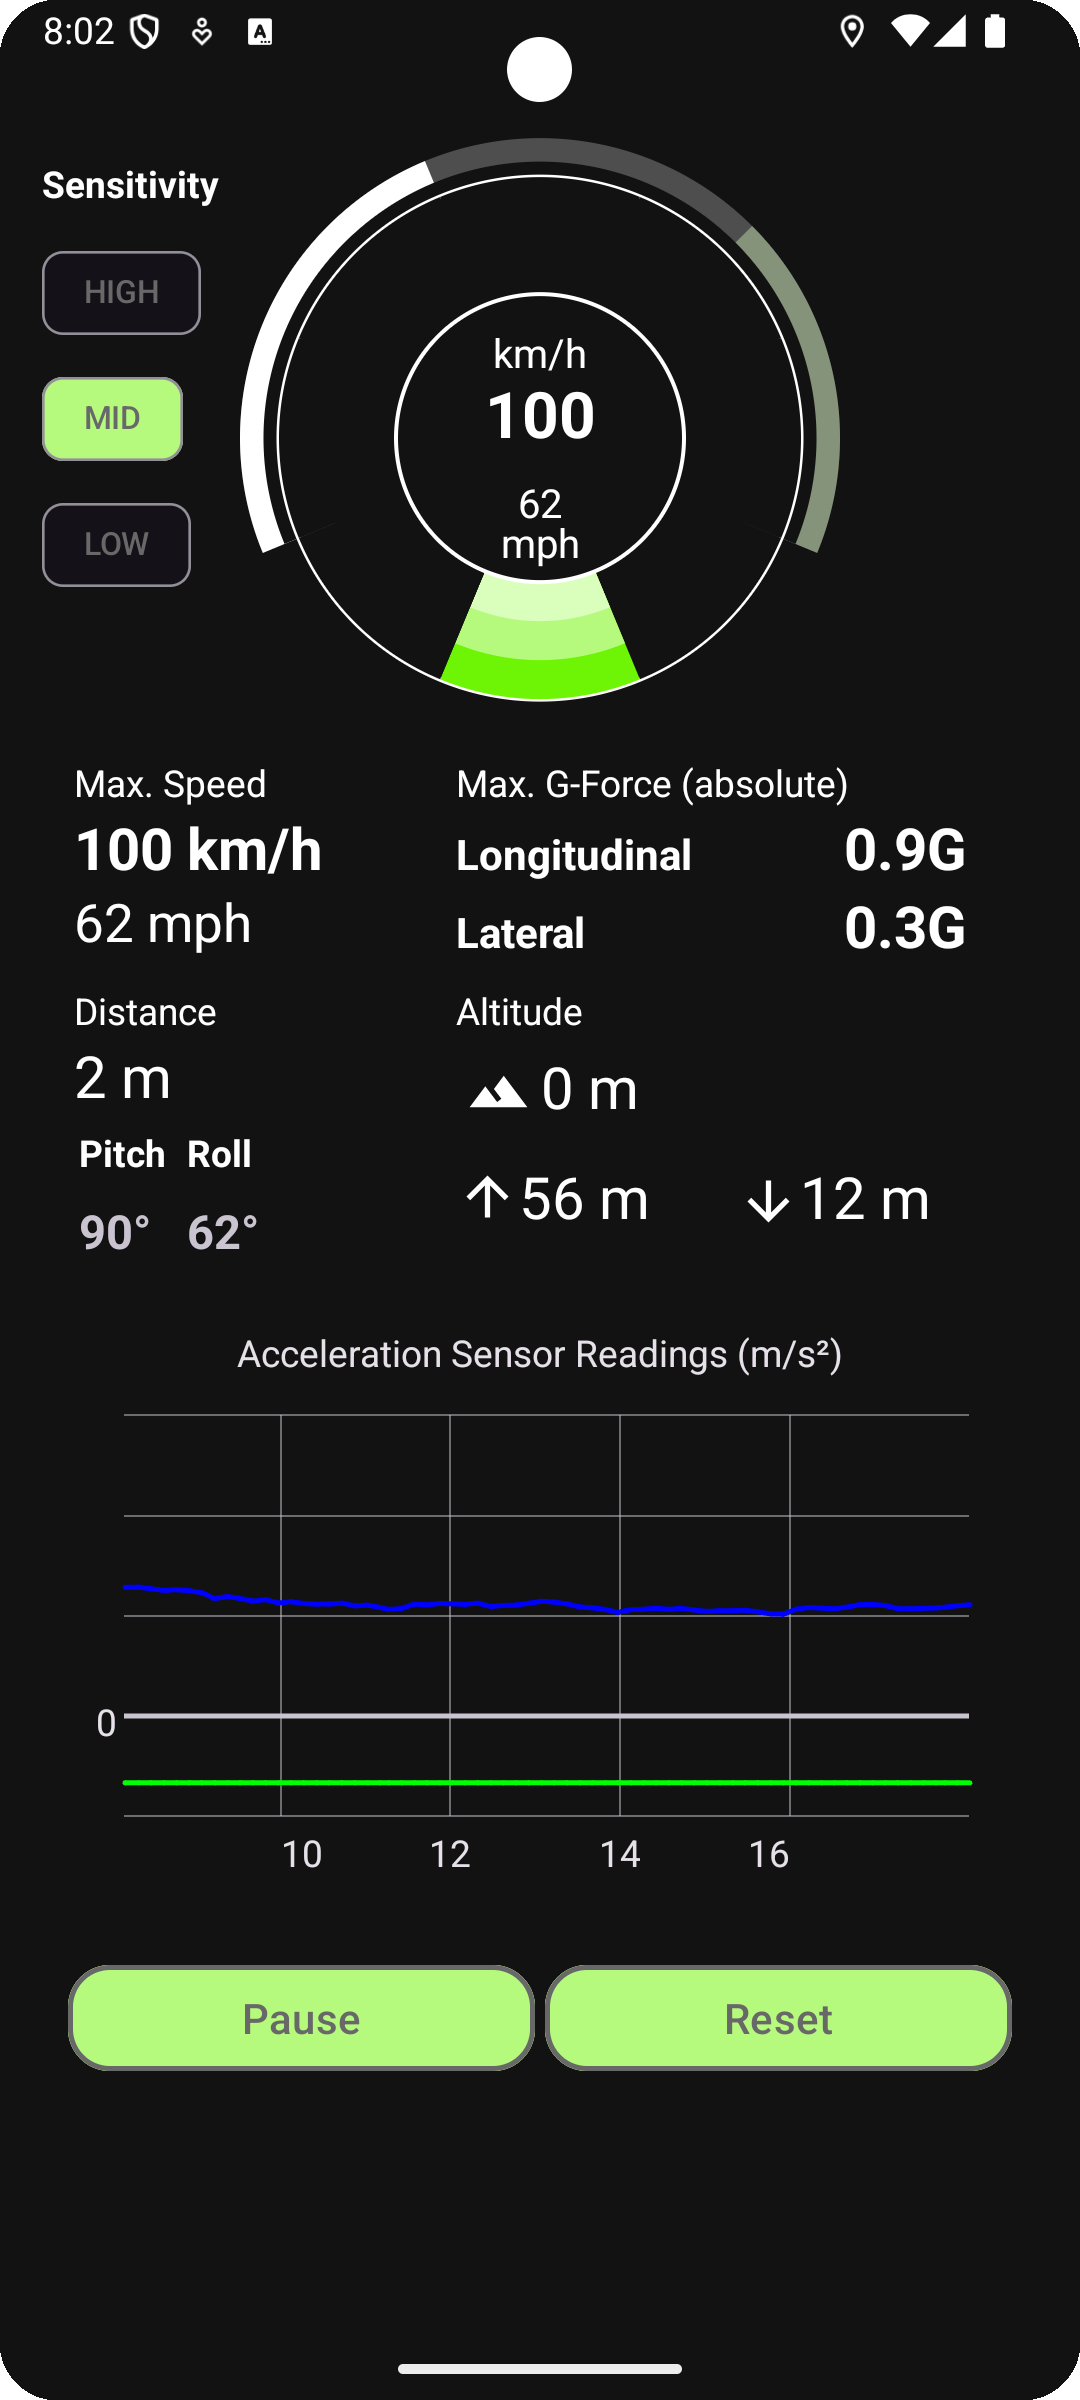 8:02
Sensitivity
HIGH
MID
LOW
km/h
100
62
mph
Max. Speed
100 km/h
62 mph
Max. G-Force (absolute)
Longitudinal 0.9G
Lateral 0.3G
Distance
2 m
Altitude
0 m
Pitch Roll
90° 62°
56 m 12 m
Acceleration Sensor Readings (m/s²)
0
10 12 14 16
Pause Reset